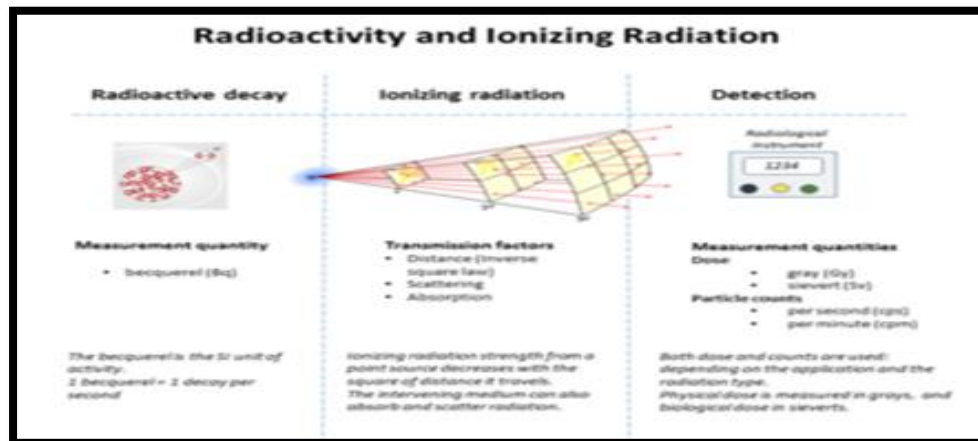 Radioactivity and Ionizing Radiation
Radioactive decay
Ionizing radiation
Detection
Radiological
instrument
1234
Measurement quantity
• becquerel (Bq)
The becquerel is the SI unit of
activity.
1 becquerel = 1 decay per
second
Transmission factors
• Distance (Inverse
square law)
• Scattering
• Absorption
Ionizing radiation strength from a
point source decreases with the
square of distance it travels.
The intervening medium can also
absorb and scatter radiation.
Measurement quantities
Dose
• gray (Gy)
• sievert (Sv)
Particle counts
• per second (cps)
• per minute (cpm)
Both dose and counts are used:
depending on the application and the
radiation type.
Physical dose is measured in grays, and
biological dose in sieverts.